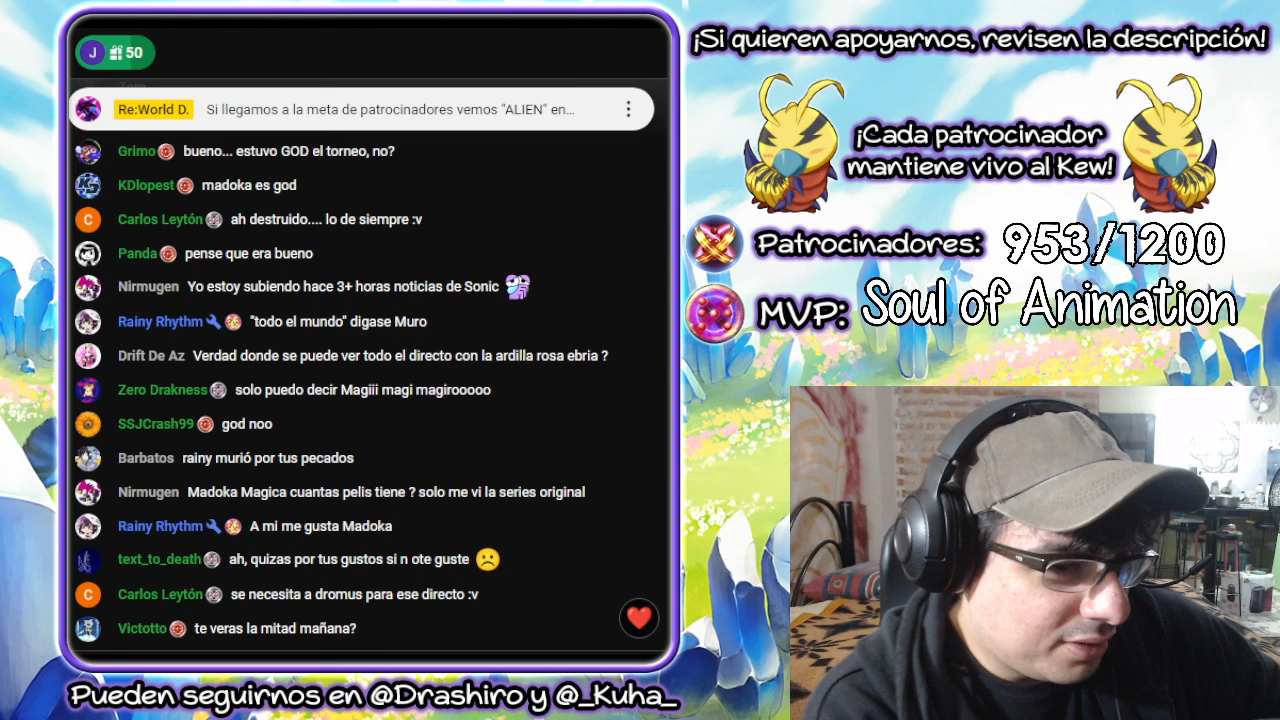 ¡Si quieren apoyarnos, revisen la descripción!
J 50
Re:World D. Si llegamos a la meta de patrocinadores vemos "ALIEN" en...
Grimo bueno... estuvo GOD el torneo, no?
KDlopest madoka es god
Carlos Leytón ah destruido.... lo de siempre :v
Panda pense que era bueno
Nirmugen Yo estoy subiendo hace 3+ horas noticias de Sonic
Rainy Rhythm "todo el mundo" digase Muro
Drift De Az Verdad donde se puede ver todo el directo con la ardilla rosa ebria ?
Zero Drakness solo puedo decir Magiii magi magirooooo
SSJCrash99 god noo
Barbatos rainy murió por tus pecados
Nirmugen Madoka Magica cuantas pelis tiene ? solo me vi la series original
Rainy Rhythm A mi me gusta Madoka
text_to_death ah, quizas por tus gustos si n ote guste
C Carlos Leytón se necesita a dromus para ese directo :v
Victotto te veras la mitad mañana?
¡Cada patrocinador
mantiene vivo al Kew!
Patrocinadores: 953/1200
MVP: Soul of Animation
Pueden seguirnos en @Drashiro y @_Kuha_